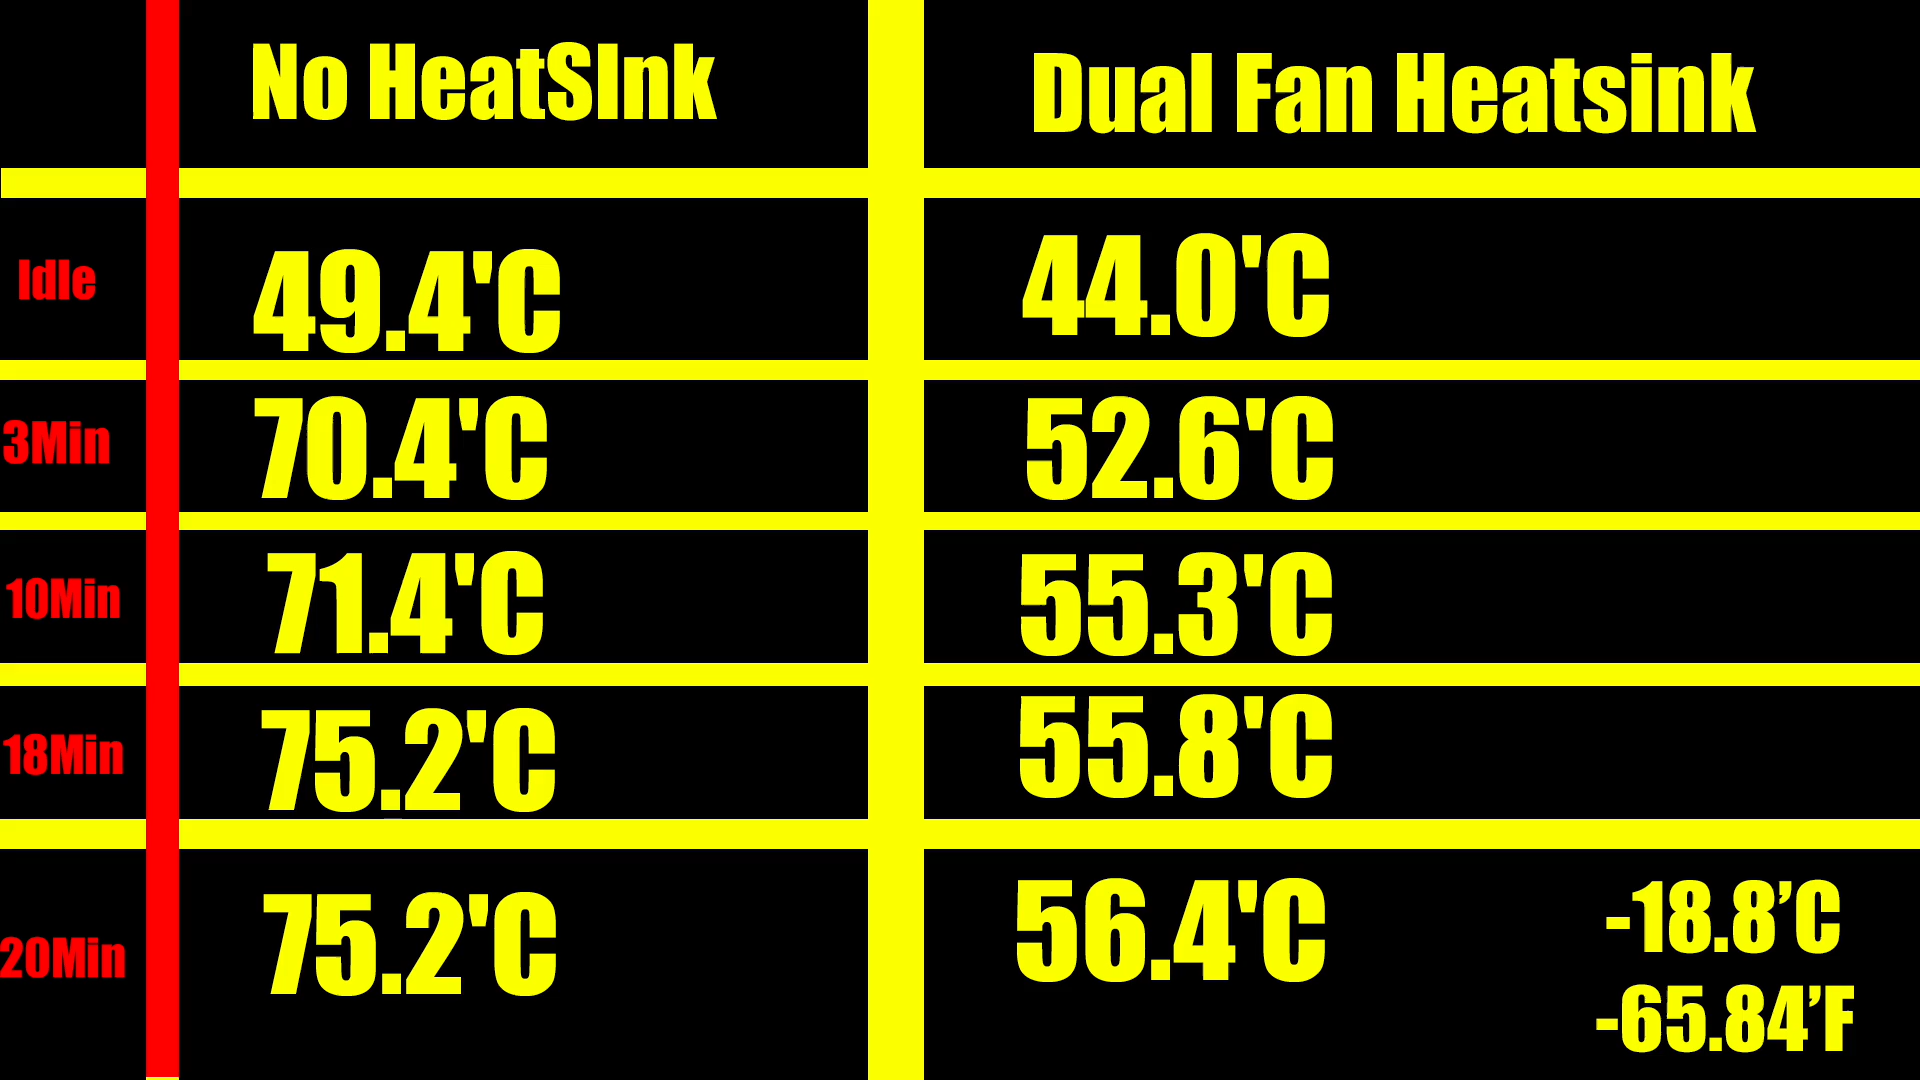 No HeatSInk Dual Fan Heatsink
Idle 49.4'C 44.0'C
3Min 70.4'C 52.6'C
10Min 71.4'C 55.3'C
18Min 75.2'C 55.8'C
20Min 75.2'C 56.4'C -18.8’C
-65.84’F